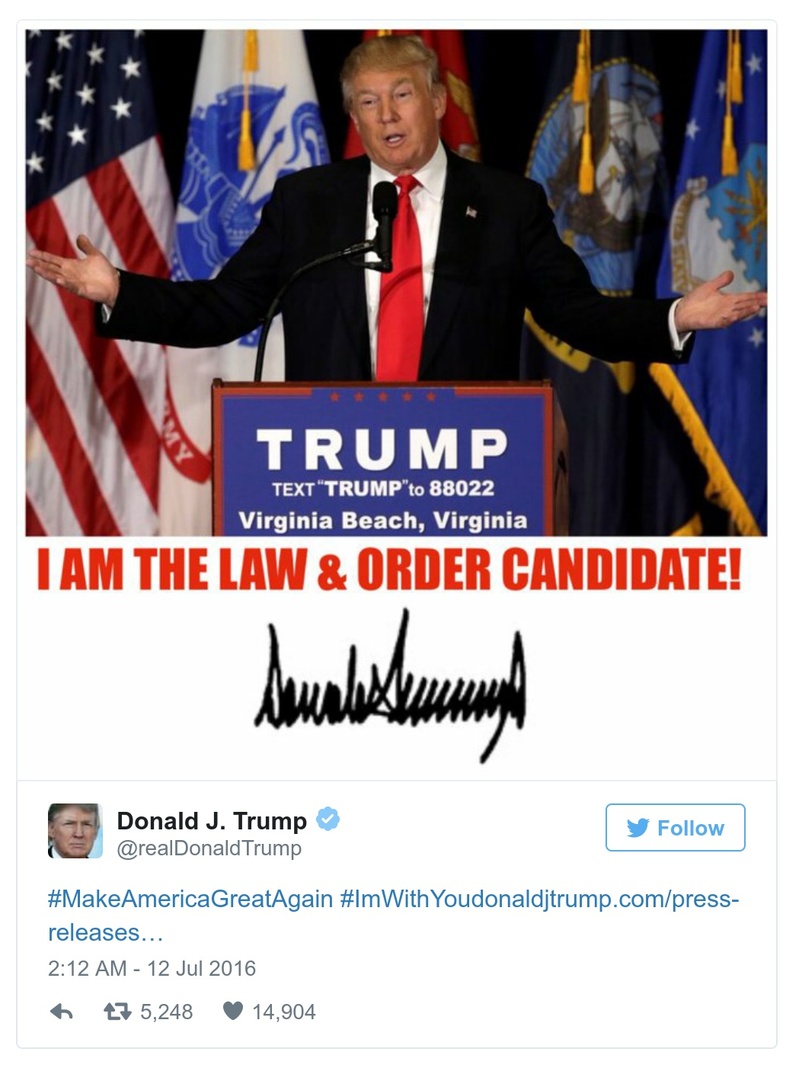 MY
TRUMP
TEXT "TRUMP" to 88022
Virginia Beach, Virginia
I AM THE LAW & ORDER CANDIDATE!
Donald J. Trump
@realDonaldTrump
Follow
#MakeAmericaGreatAgain #ImWithYoudonaldjtrump.com/press-
releases…
2:12 AM - 12 Jul 2016
5,248 14,904